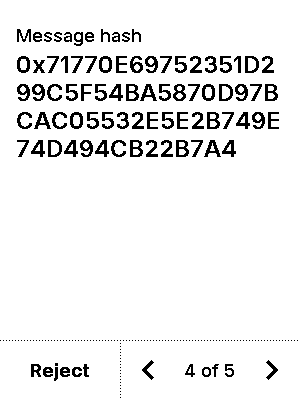 Message hash
0x71770E69752351D2
99C5F54BA5870D97B
CAC05532E5E2B749E
74D494CB22B7A4
Reject
4 of 5